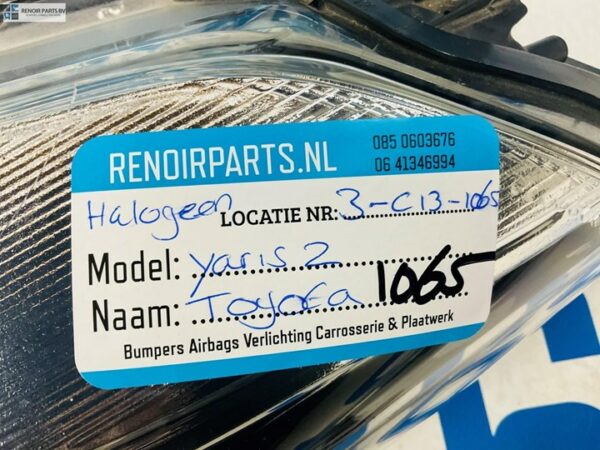 RENOIR PARTS BV
RENOIRPARTS.NL
085 0603676
06 41346994
Halogeen
LOCATIE NR: 3-C13-1065
Model: Yaris 2
Naam: Toyota 1065
Bumpers Airbags Verlichting Carrosserie & Plaatwerk